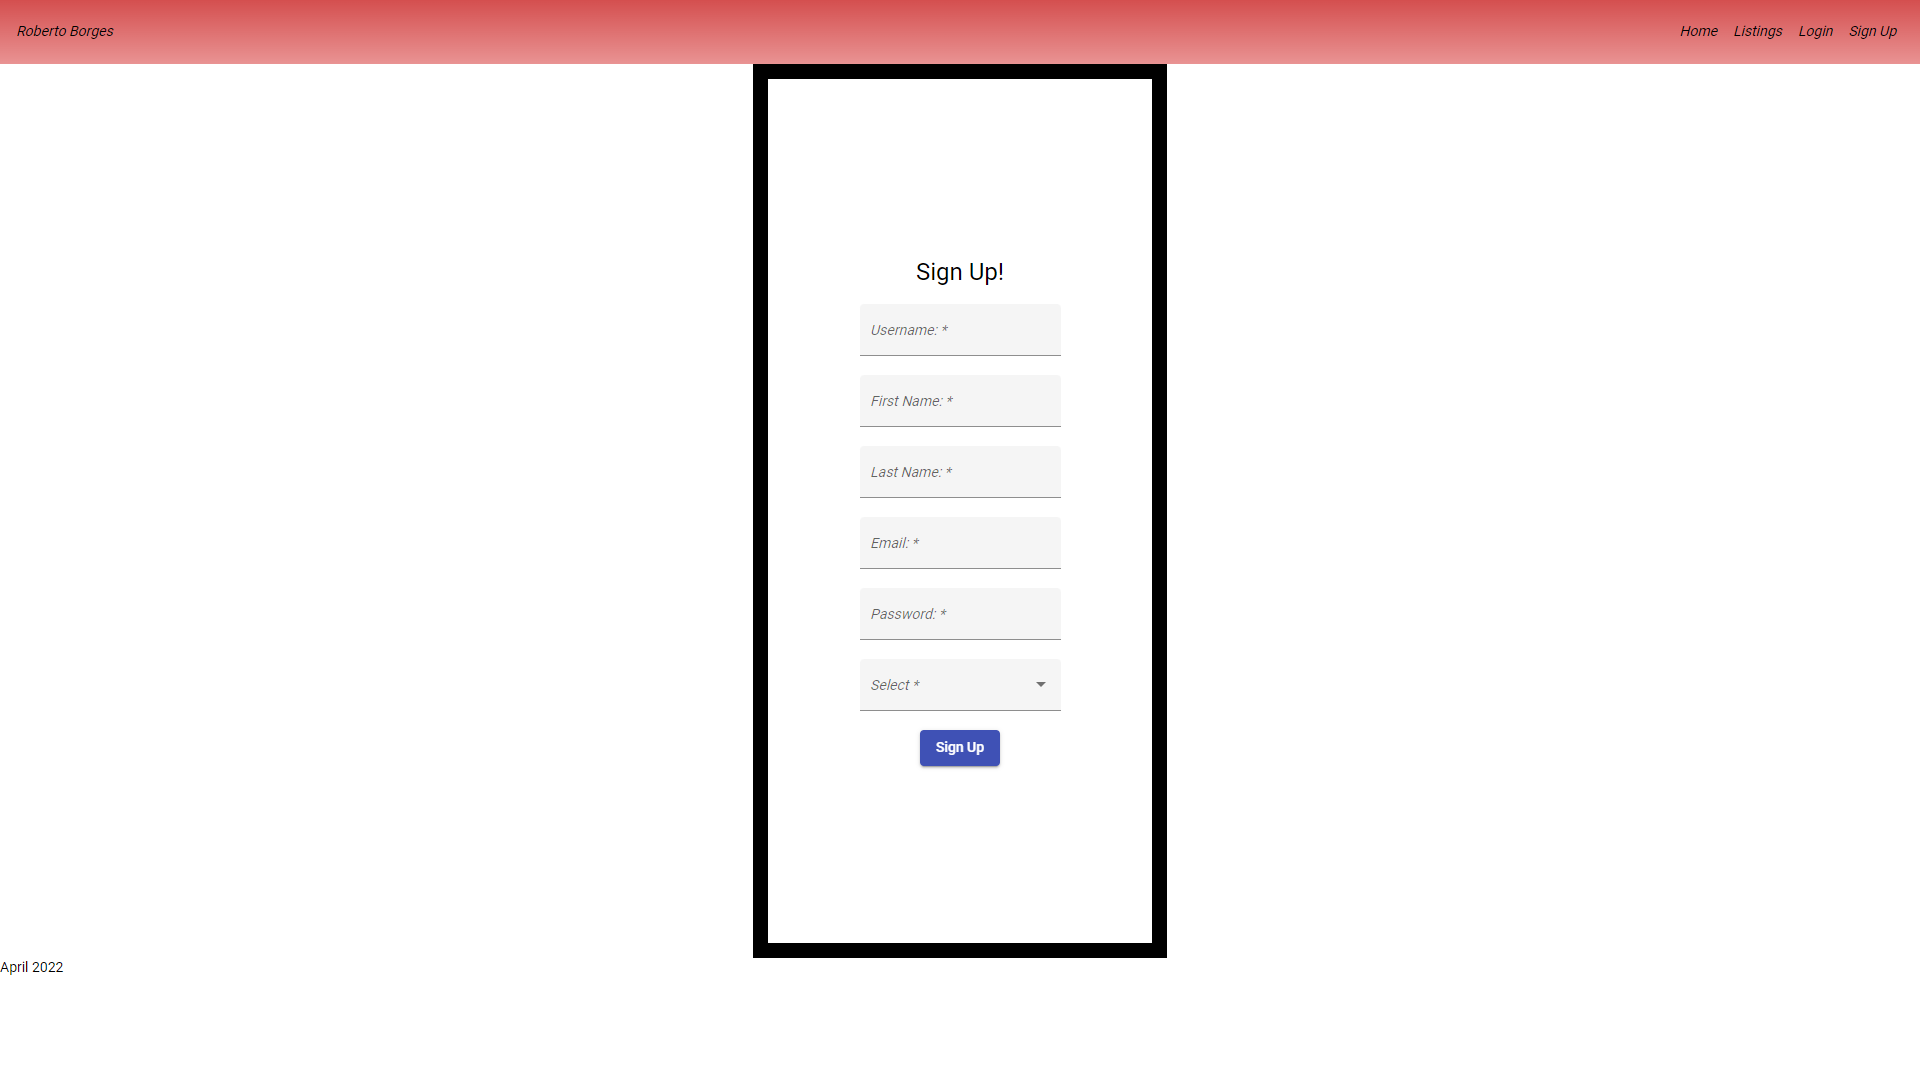 Roberto Borges
Home Listings Login Sign Up
Sign Up!
Username: *
First Name: *
Last Name: *
Email: *
Password: *
Select *
Sign Up
April 2022